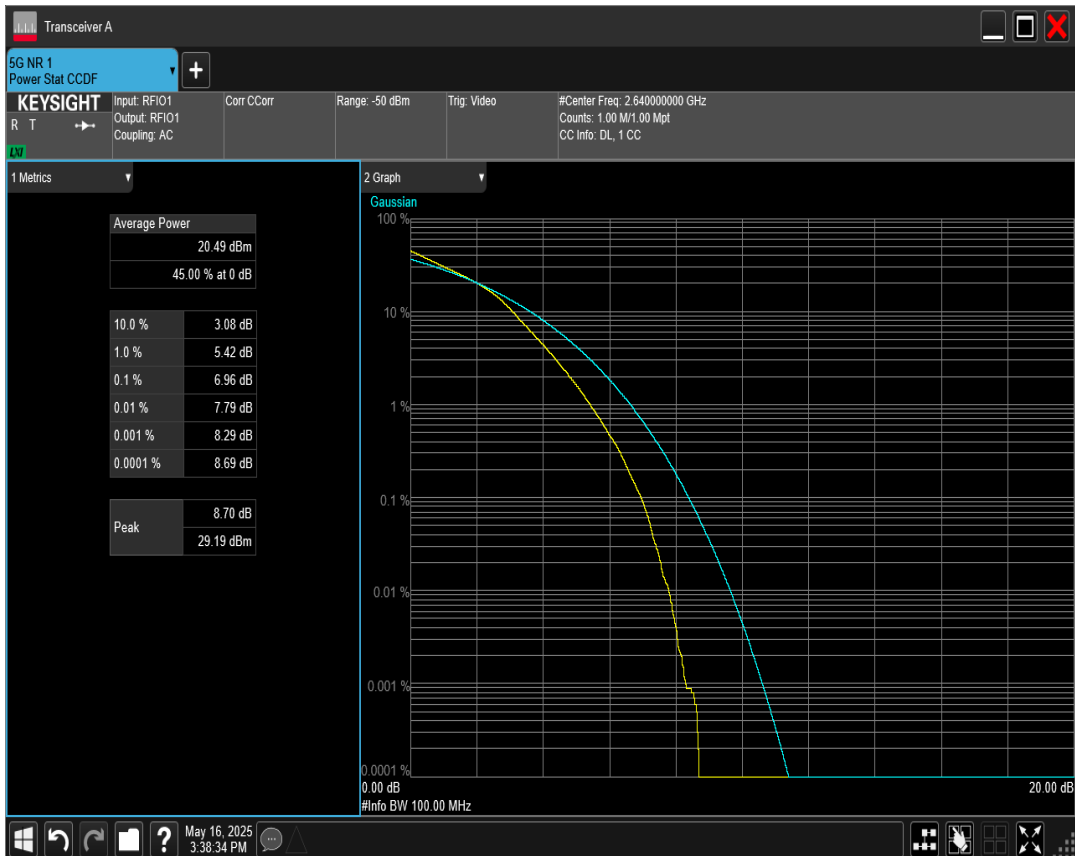 Transceiver A
5G NR 1
Power Stat CCDF
KEYSIGHT
R T
LXI
Input: RFIO1
Output: RFIO1
Coupling: AC
Corr CCorr
Range: -50 dBm
Trig: Video
#Center Freq: 2.640000000 GHz
Counts: 1.00 M/1.00 Mpt
CC Info: DL, 1 CC
1 Metrics
Average Power
20.49 dBm
45.00 % at 0 dB
10.0 % 3.08 dB
1.0 % 5.42 dB
0.1 % 6.96 dB
0.01 % 7.79 dB
0.001 % 8.29 dB
0.0001 % 8.69 dB
Peak 8.70 dB
29.19 dBm
2 Graph
Gaussian
100 %
10 %
1 %
0.1 %
0.01 %
0.001 %
0.0001 %
0.00 dB 20.00 dB
#Info BW 100.00 MHz
? May 16, 2025
3:38:34 PM